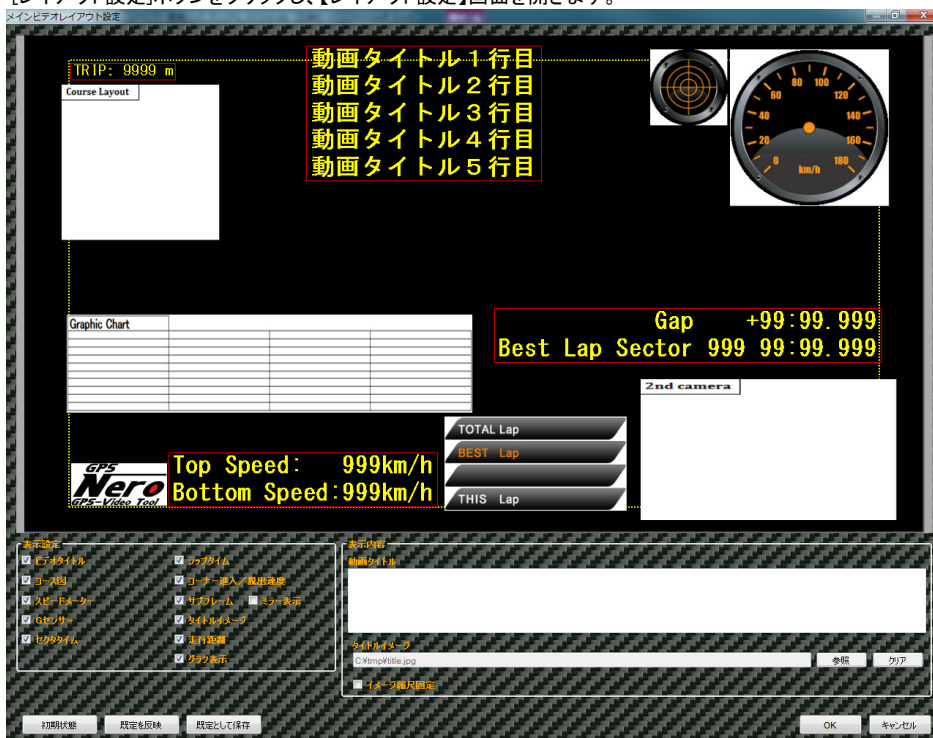 [レイアウト設定]ボタンをクリックし、【レイアウト設定】画面を開きます。
メインビデオレイアウト設定
TRIP: 9999 m
動画タイトル1行目
動画タイトル2行目
動画タイトル3行目
動画タイトル4行目
動画タイトル5行目
Course Layout
0
20
40
60
80
100
120
140
160
180
km/h
Graphic Chart
Gap +99:99.999
Best Lap Sector 999 99:99.999
2nd camera
TOTAL Lap
BEST Lap
THIS Lap
GPS
Nero
GPS-Video Tool
Top Speed: 999km/h
Bottom Speed:999km/h
表示設定
ビデオタイトル
コース図
スピードメーター
Gセンサー
セクタタイム
ラップタイム
コーナー進入/脱出速度
サブフレーム ミラー表示
タイトルイメージ
走行距離
グラフ表示
表示内容
動画タイトル
タイトルイメージ
C:¥tmp¥title.jpg
参照
クリア
イメージ縮尺固定
初期状態
既定を反映
既定として保存
OK
キャンセル